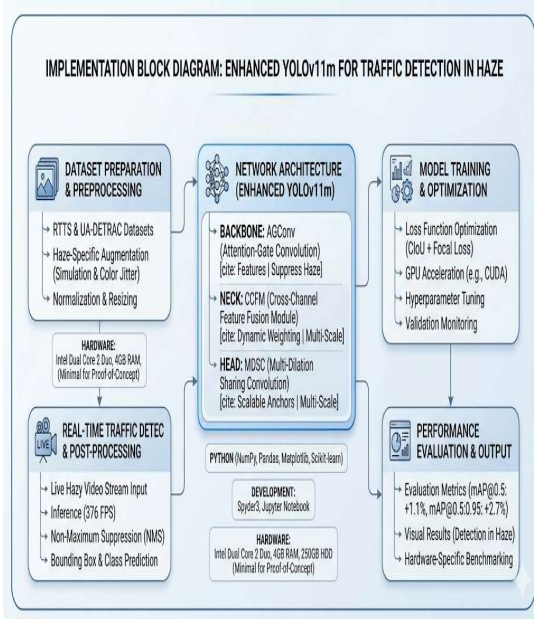 IMPLEMENTATION BLOCK DIAGRAM: ENHANCED YOLOv11m FOR TRAFFIC DETECTION IN HAZE
DATASET PREPARATION
& PREPROCESSING
RTTS & UA-DETRAC Datasets
Haze-Specific Augmentation
(Simulation & Color Jitter)
Normalization & Resizing
HARDWARE:
Intel Dual Core 2 Duo, 4GB RAM,
(Minimal for Proof-of-Concept)
LIVE
REAL-TIME TRAFFIC DETEC
& POST-PROCESSING
Live Hazy Video Stream Input
Inference (376 FPS)
Non-Maximum Suppression (NMS)
Bounding Box & Class Prediction
NETWORK ARCHITECTURE
(ENHANCED YOLOv11m)
BACKBONE: AGConv
(Attention-Gate Convolution)
[cite: Features | Suppress Haze]
NECK: CCFM (Cross-Channel
Feature Fusion Module)
[cite: Dynamic Weighting | Multi-Scale]
HEAD: MDSC (Multi-Dilation
Sharing Convolution)
[cite: Scalable Anchors | Multi-Scale]
PYTHON (NumPy, Pandas, Matplotlib, Scikit-learn)
DEVELOPMENT:
Spyder3, Jupyter Notebook
HARDWARE:
Intel Dual Core 2 Duo, 4GB RAM, 250GB HDD
(Minimal for Proof-of-Concept)
MODEL TRAINING
& OPTIMIZATION
Loss Function Optimization
(CIoU + Focal Loss)
GPU Acceleration (e.g., CUDA)
Hyperparameter Tuning
Validation Monitoring
PERFORMANCE
EVALUATION & OUTPUT
Evaluation Metrics (mAP@0.5:
+1.1%, mAP@0.5:0.95: +2.7%)
Visual Results (Detection in Haze)
Hardware-Specific Benchmarking